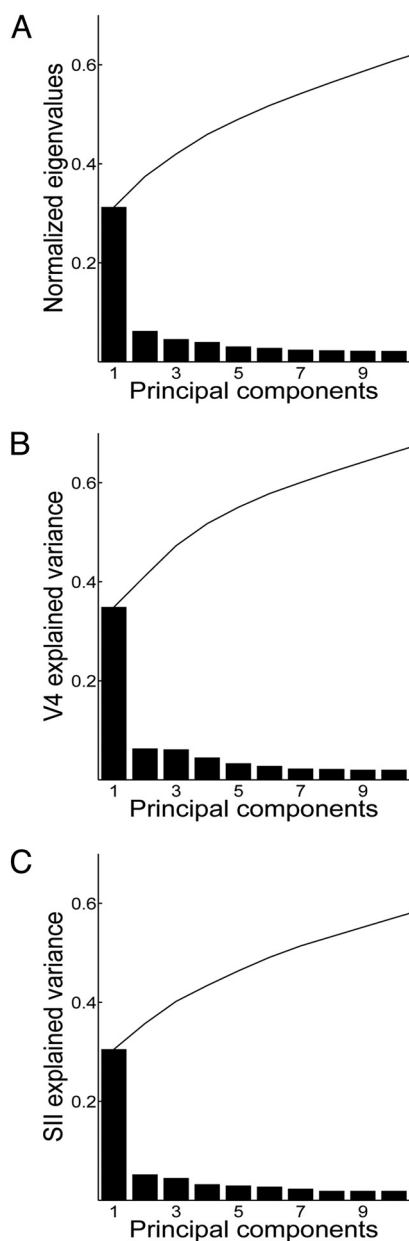 A
Normalized eigenvalues
0.6
0.4
0.2
1 3 5 7 9
Principal components
B
V4 explained variance
0.6
0.4
0.2
1 3 5 7 9
Principal components
C
SII explained variance
0.6
0.4
0.2
1 3 5 7 9
Principal components